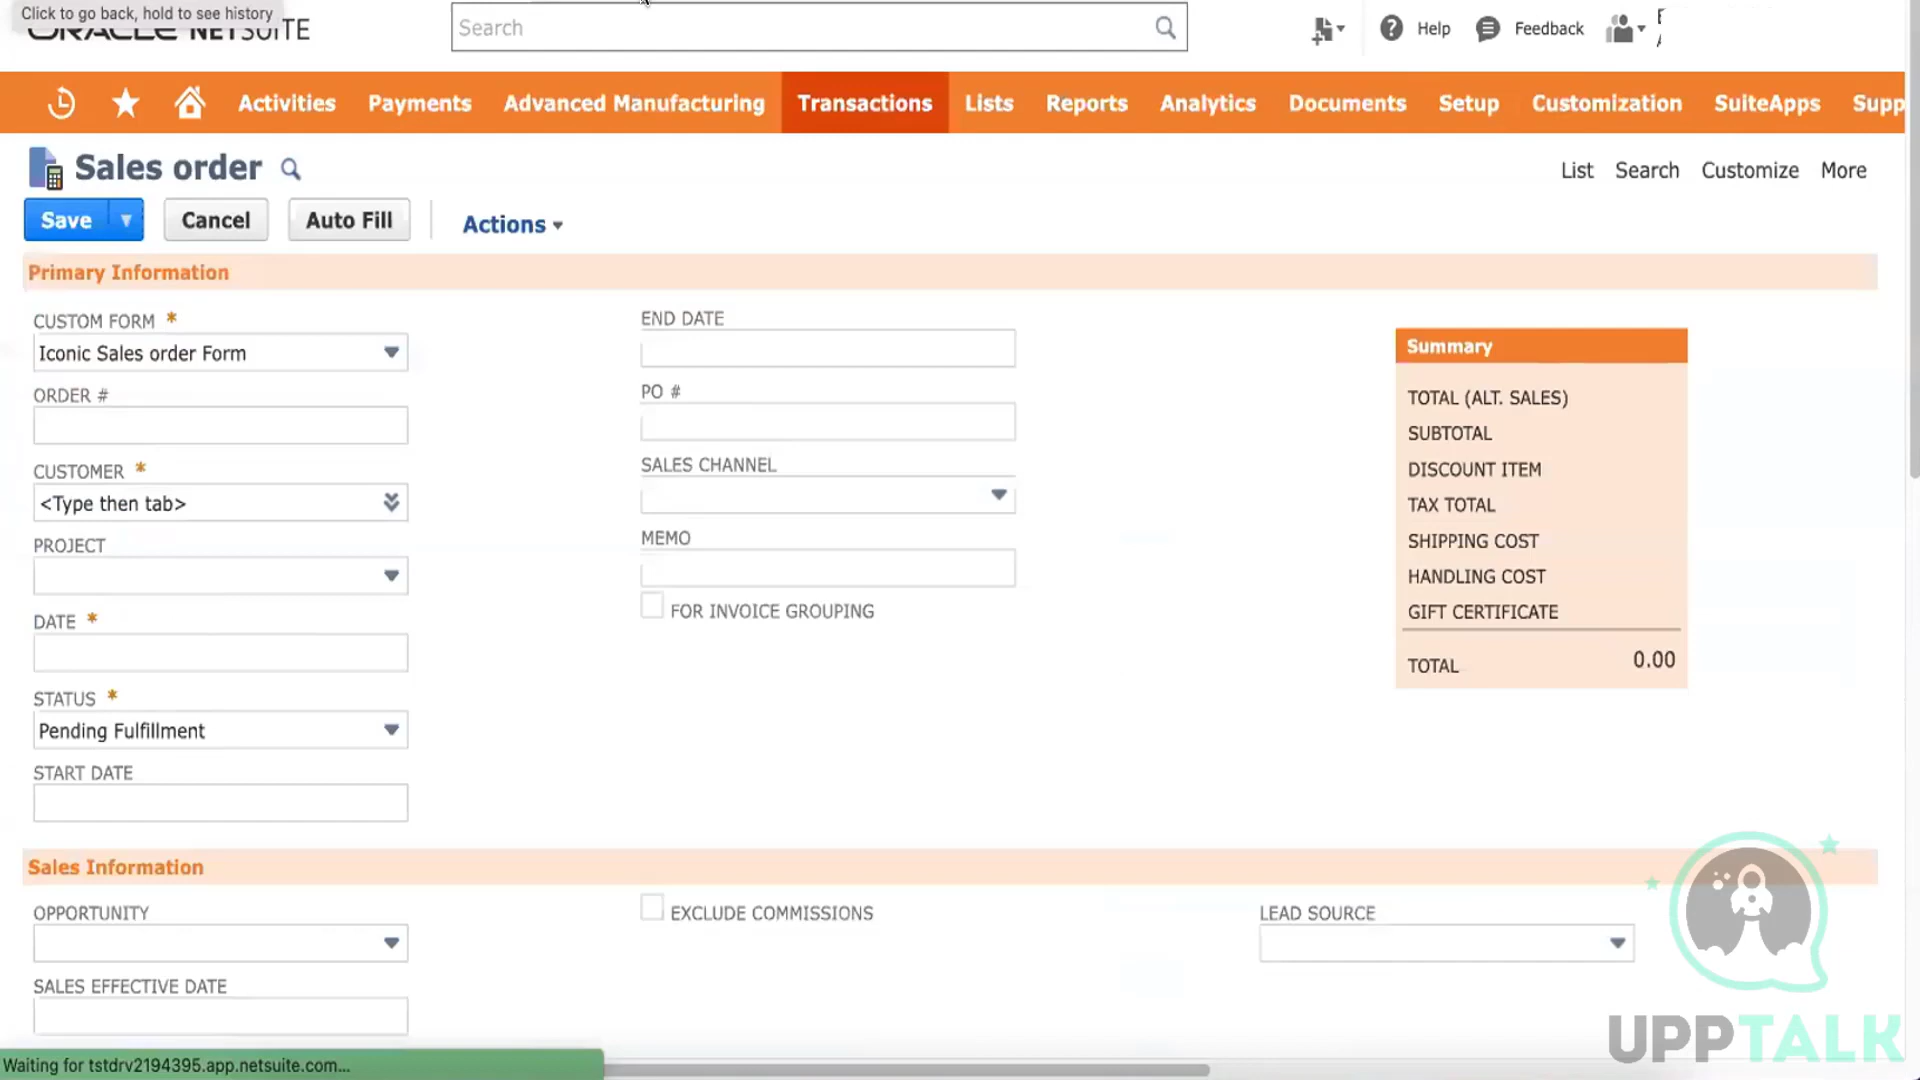 Click to go back, hold to see history
ORACLE NETSUITE
Search
Help
Feedback
Activities
Payments
Advanced Manufacturing
Transactions
Lists
Reports
Analytics
Documents
Setup
Customization
SuiteApps
Supp
Sales order
List
Search
Customize
More
Save
Cancel
Auto Fill
Actions
Primary Information
CUSTOM FORM *
Iconic Sales order Form
ORDER #
CUSTOMER *
<Type then tab>
PROJECT
DATE *
STATUS *
Pending Fulfillment
START DATE
END DATE
PO #
SALES CHANNEL
MEMO
FOR INVOICE GROUPING
Summary
TOTAL (ALT. SALES)
SUBTOTAL
DISCOUNT ITEM
TAX TOTAL
SHIPPING COST
HANDLING COST
GIFT CERTIFICATE
TOTAL 0.00
Sales Information
OPPORTUNITY
SALES EFFECTIVE DATE
EXCLUDE COMMISSIONS
LEAD SOURCE
UPPTALK
Waiting for tstdrv2194395.app.netsuite.com...